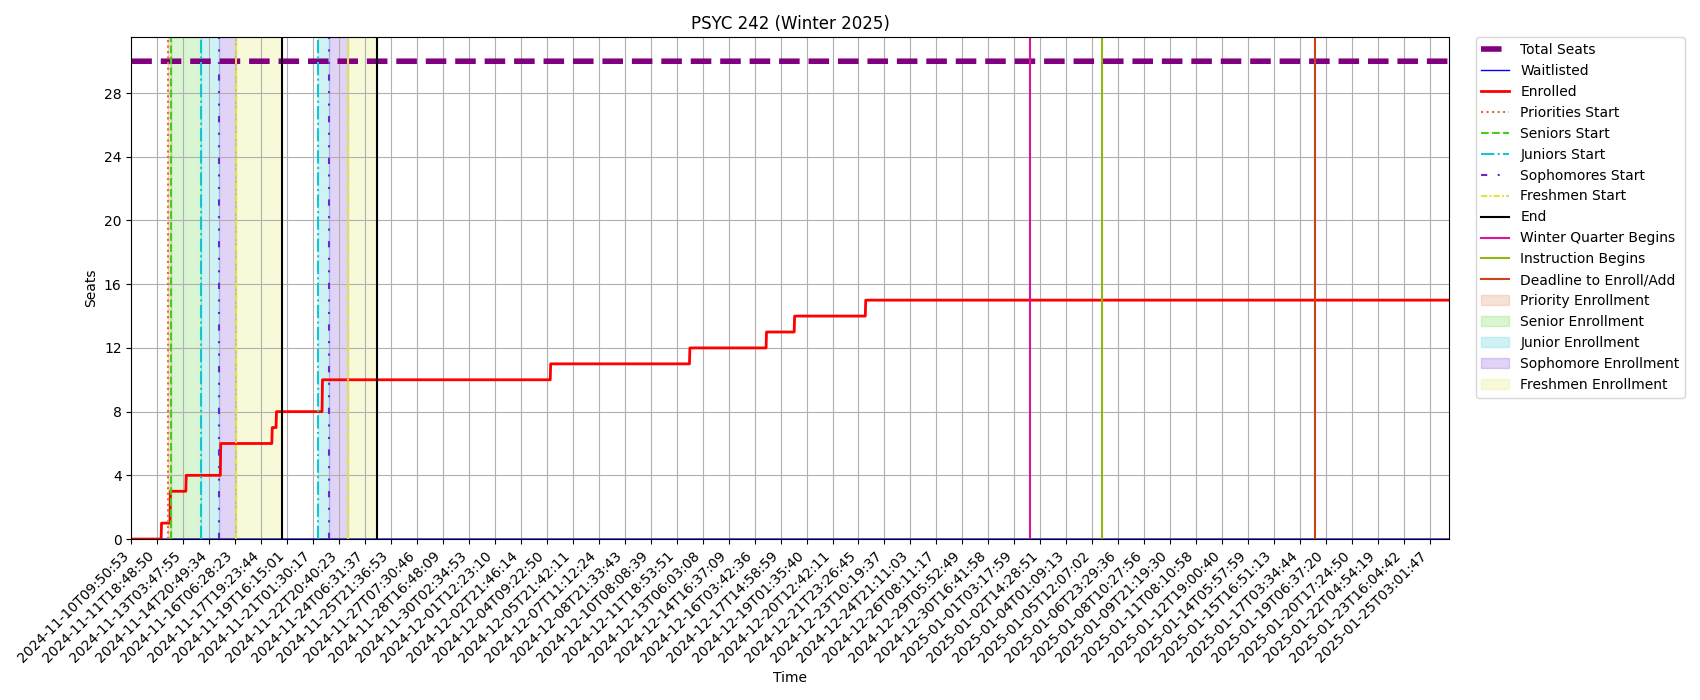 PSYC 242 (Winter 2025)
Seats
28
24
20
16
12
8
4
0
2024-11-10T09:50:53
2024-11-11T18:48:50
2024-11-13T03:47:55
2024-11-14T20:49:34
2024-11-16T06:28:23
2024-11-17T19:23:44
2024-11-19T16:15:01
2024-11-21T01:30:17
2024-11-22T20:40:23
2024-11-24T06:31:37
2024-11-25T21:36:53
2024-11-27T07:30:46
2024-11-28T16:48:09
2024-11-30T02:34:53
2024-12-01T12:23:10
2024-12-02T21:46:14
2024-12-04T09:22:50
2024-12-05T21:42:11
2024-12-07T11:12:24
2024-12-08T21:33:43
2024-12-10T08:08:39
2024-12-11T18:53:51
2024-12-13T06:03:08
2024-12-14T16:37:09
2024-12-16T03:42:36
2024-12-17T14:58:59
2024-12-19T01:35:40
2024-12-20T12:42:11
2024-12-21T23:26:45
2024-12-23T10:19:37
2024-12-24T21:11:03
2024-12-26T08:11:17
2024-12-29T05:52:49
2024-12-30T16:41:58
2025-01-01T03:17:59
2025-01-02T14:28:51
2025-01-04T01:09:13
2025-01-05T12:07:02
2025-01-06T23:29:36
2025-01-08T10:27:56
2025-01-09T21:19:30
2025-01-11T08:10:58
2025-01-12T19:00:40
2025-01-14T05:57:59
2025-01-15T16:51:13
2025-01-17T03:34:44
2025-01-19T06:37:20
2025-01-20T17:24:50
2025-01-22T04:54:19
2025-01-23T16:04:42
2025-01-25T03:01:47
Time
Total Seats
Waitlisted
Enrolled
Priorities Start
Seniors Start
Juniors Start
Sophomores Start
Freshmen Start
End
Winter Quarter Begins
Instruction Begins
Deadline to Enroll/Add
Priority Enrollment
Senior Enrollment
Junior Enrollment
Sophomore Enrollment
Freshmen Enrollment